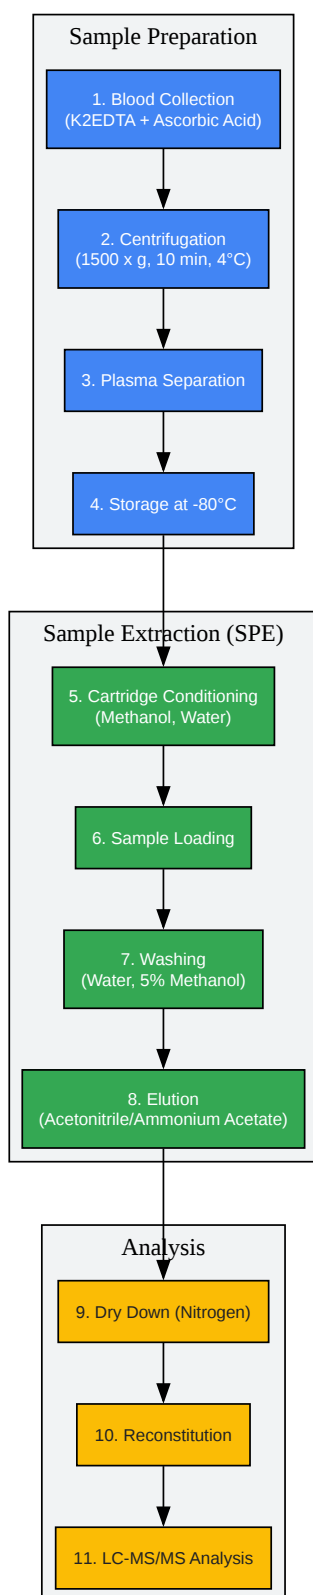 Sample Preparation
1. Blood Collection
(K2EDTA + Ascorbic Acid)
2. Centrifugation
(1500 x g, 10 min, 4°C)
3. Plasma Separation
4. Storage at -80°C
Sample Extraction (SPE)
5. Cartridge Conditioning
(Methanol, Water)
6. Sample Loading
7. Washing
(Water, 5% Methanol)
8. Elution
(Acetonitrile/Ammonium Acetate)
Analysis
9. Dry Down (Nitrogen)
10. Reconstitution
11. LC-MS/MS Analysis